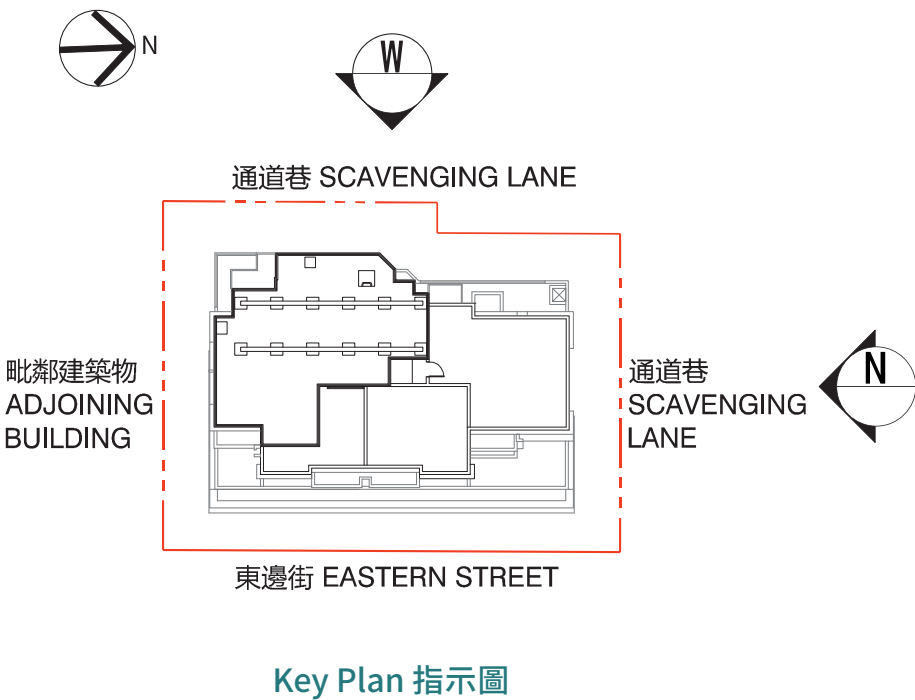 N
W
通道巷 SCAVENGING LANE
毗鄰建築物
ADJOINING
BUILDING
通道巷
SCAVENGING
LANE
N
東邊街 EASTERN STREET
Key Plan 指示圖